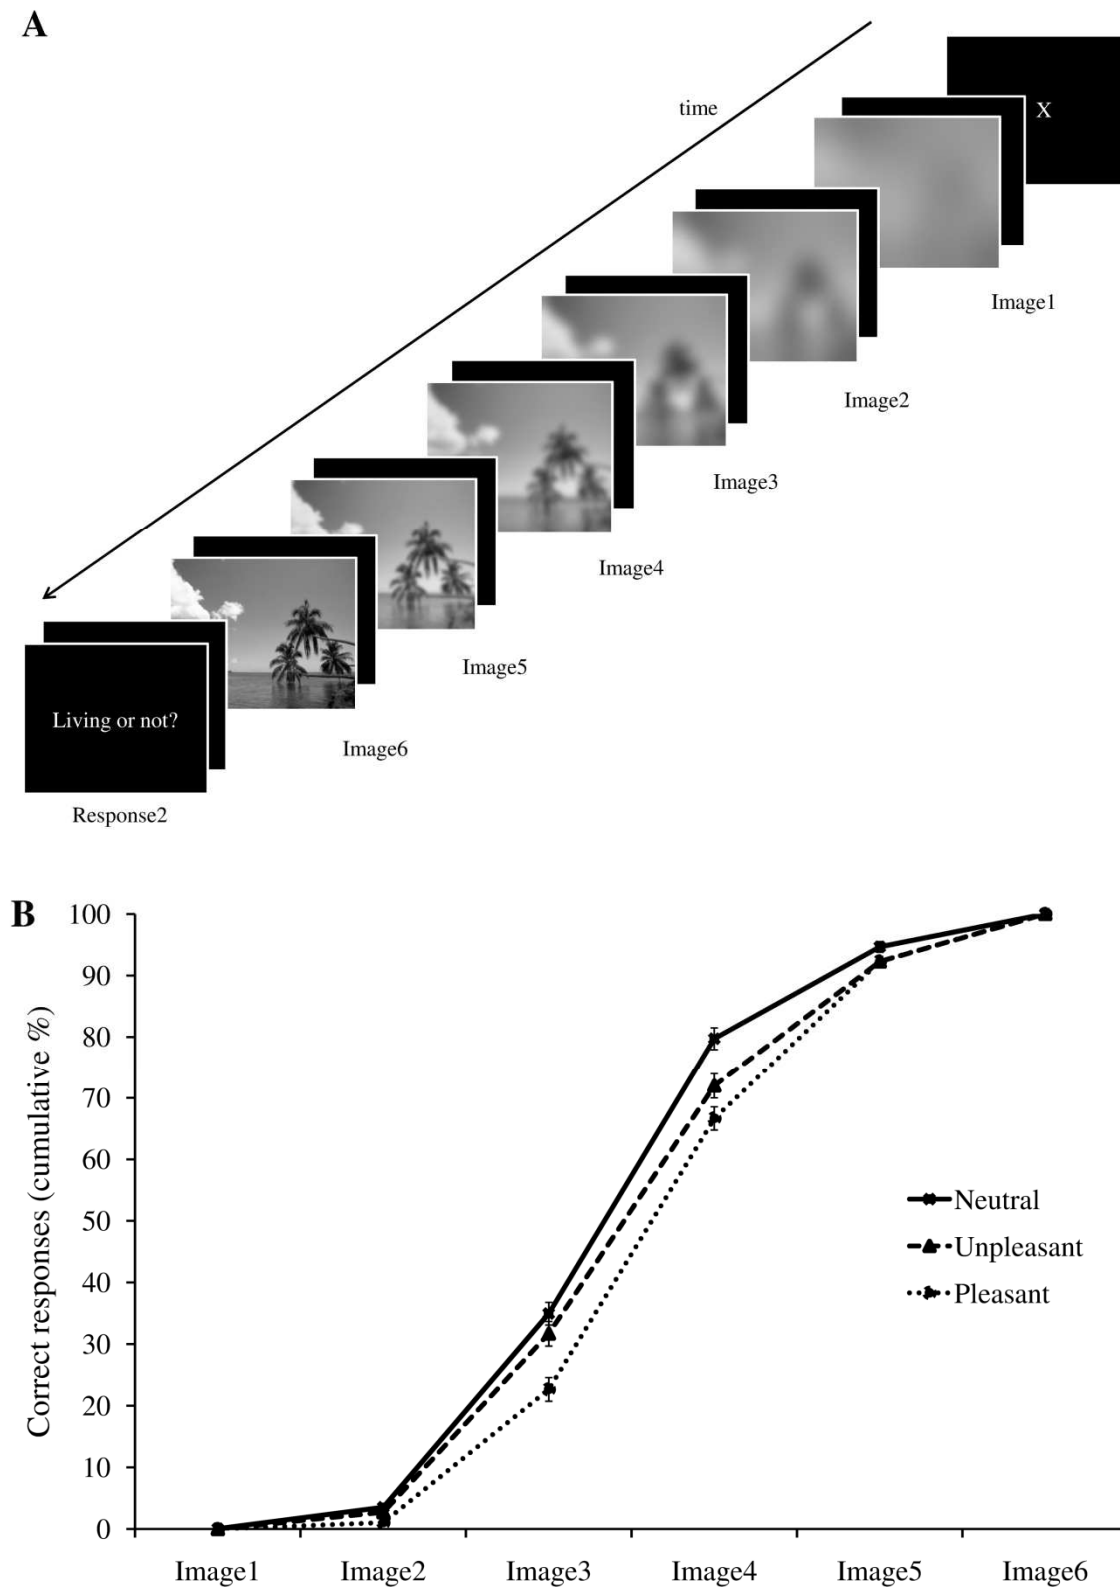 A
time
X
Image1
Image2
Image3
Image4
Image5
Image6
Living or not?
Response2
B
Correct responses (cumulative %)
100
90
80
70
60
50
40
30
20
10
0
Neutral
Unpleasant
Pleasant
Image1 Image2 Image3 Image4 Image5 Image6